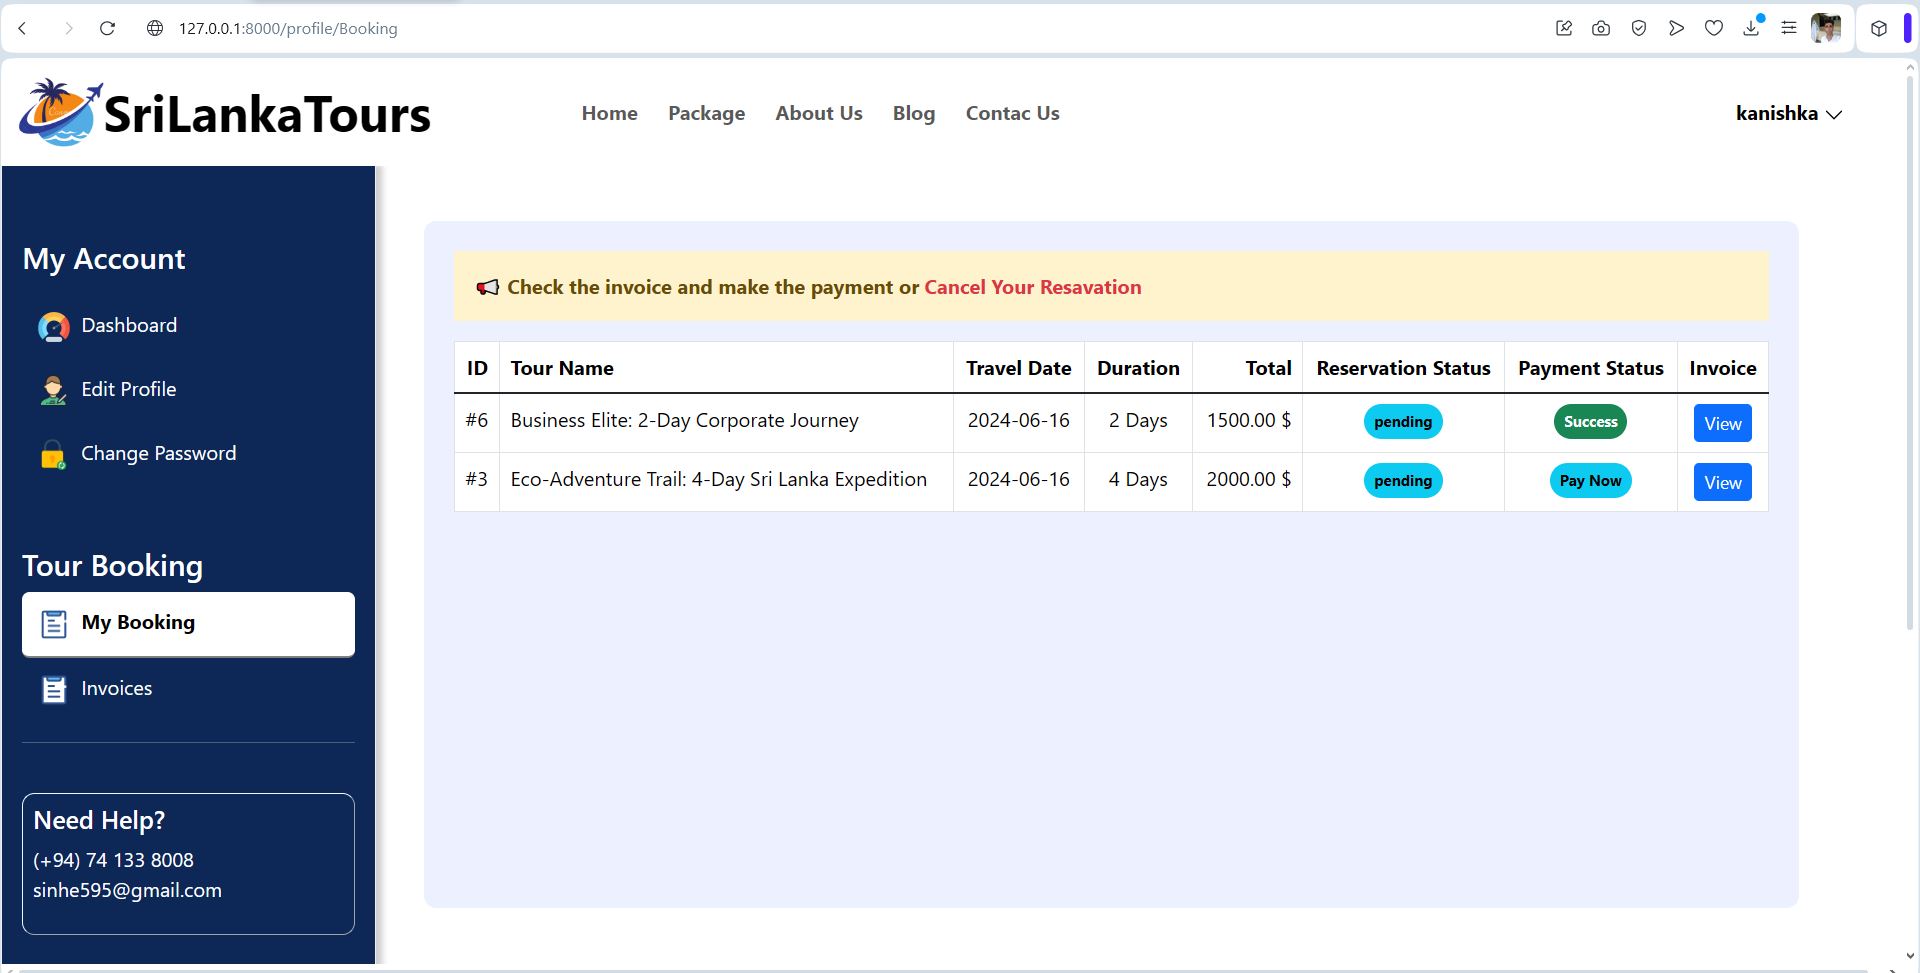 127.0.0.1:8000/profile/Booking
SriLankaTours
Home Package About Us Blog Contac Us
kanishka
My Account
Dashboard
Edit Profile
Change Password
Tour Booking
My Booking
Invoices
Need Help?
(+94) 74 133 8008
sinhe595@gmail.com
Check the invoice and make the payment or Cancel Your Resavation
ID Tour Name Travel Date Duration Total Reservation Status Payment Status Invoice
#6 Business Elite: 2-Day Corporate Journey 2024-06-16 2 Days 1500.00 $ pending Success View
#3 Eco-Adventure Trail: 4-Day Sri Lanka Expedition 2024-06-16 4 Days 2000.00 $ pending Pay Now View